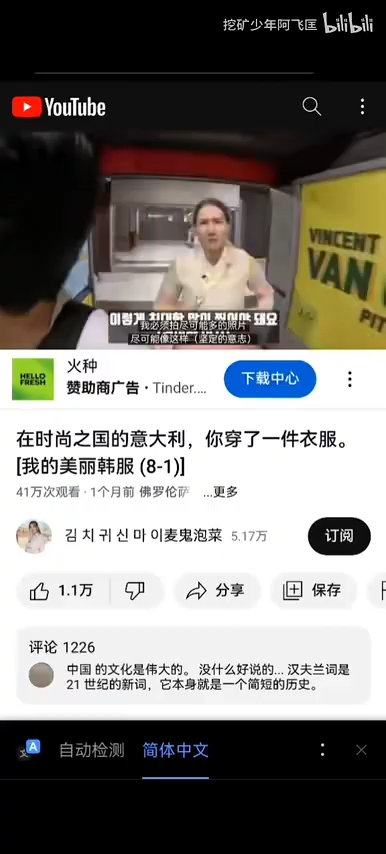 挖矿少年阿飞匡 bilibili
YouTube
VINCENT
VAN
PIT
이렇게 최대한 많이 찍어야 돼요
我必须拍尽可能多的照片
尽可能像这样（坚定的意志）
HELLO FRESH
火种
赞助商广告 · Tinder....
下载中心
在时尚之国的意大利，你穿了一件衣服。
[我的美丽韩服 (8-1)]
41万次观看 · 1个月前 佛罗伦萨 ...更多
김 치 귀 신 마 이麦鬼泡菜 5.17万
订阅
1.1万
分享
保存
评论 1226
中国 的文化是伟大的。 没什么好说的... 汉夫兰词是
21 世纪的新词，它本身就是一个简短的历史。
自动检测
简体中文